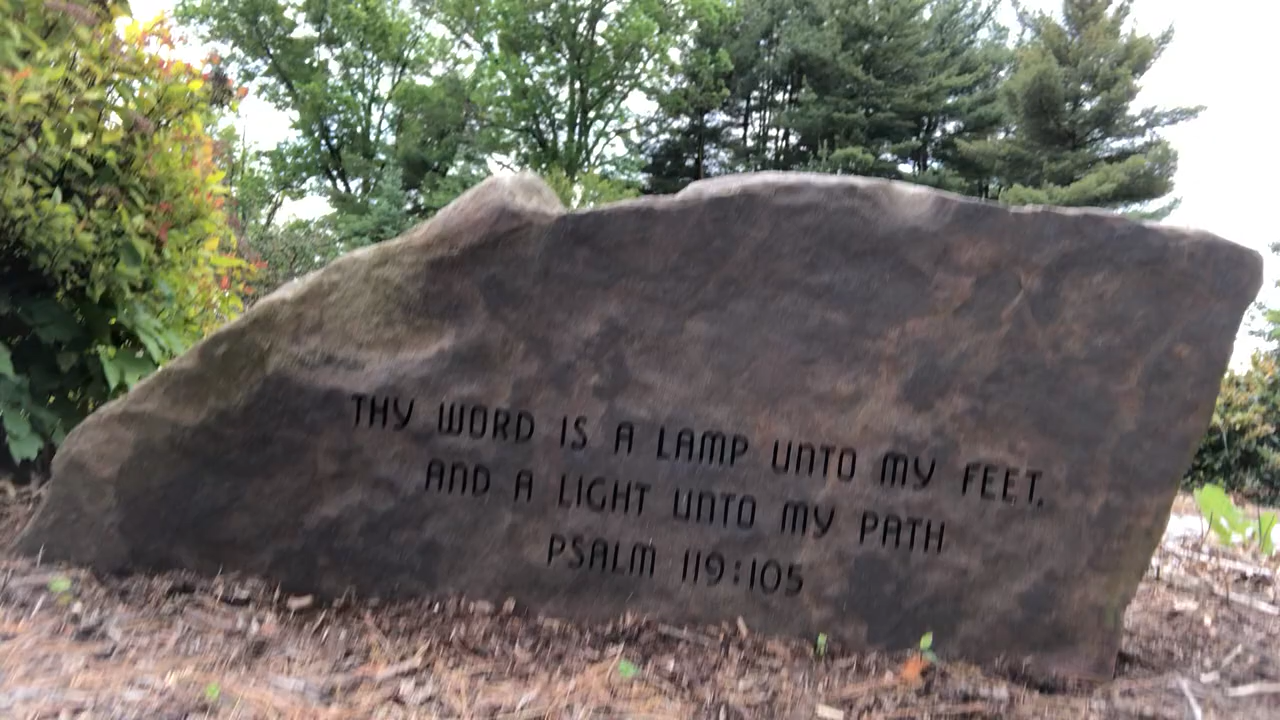 THY WORD IS A LAMP UNTO MY FEET,
AND A LIGHT UNTO MY PATH
PSALM 119:105